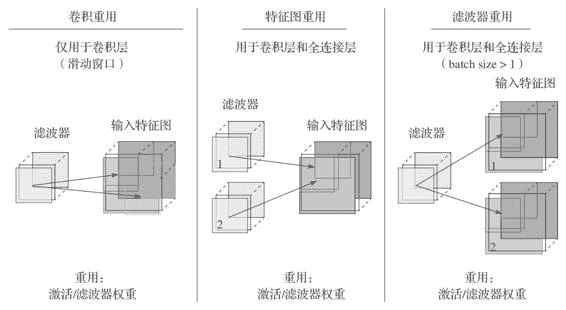 卷积重用
仅用于卷积层
（滑动窗口）
滤波器
输入特征图
重用：
激活/滤波器权重
特征图重用
用于卷积层和全连接层
滤波器
输入特征图
1
2
重用：
激活/滤波器权重
滤波器重用
用于卷积层和全连接层
（batch size > 1）
输入特征图
滤波器
1
2
重用：
激活/滤波器权重